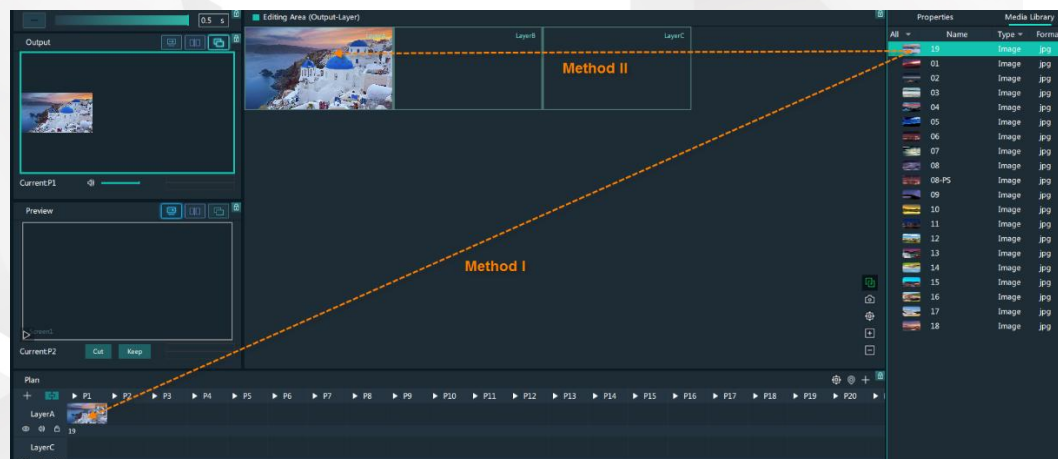 0.5 s
Editing Area (Output-Layer)
Properties
Media Library
Output
LayerB
LayerC
All
Name
Type
Forma
Method II
19 Image jpg
01 Image jpg
02 Image jpg
03 Image jpg
04 Image jpg
05 Image jpg
06 Image jpg
07 Image jpg
08 Image jpg
08-PS Image jpg
09 Image jpg
10 Image jpg
11 Image jpg
12 Image jpg
13 Image jpg
14 Image jpg
15 Image jpg
16 Image jpg
17 Image jpg
18 Image jpg
Current:P1
Preview
Method I
Current:P2
Cut
Keep
Plan
P1 P2 P3 P4 P5 P6 P7 P8 P9 P10 P11 P12 P13 P14 P15 P16 P17 P18 P19 P20
LayerA
19
LayerC